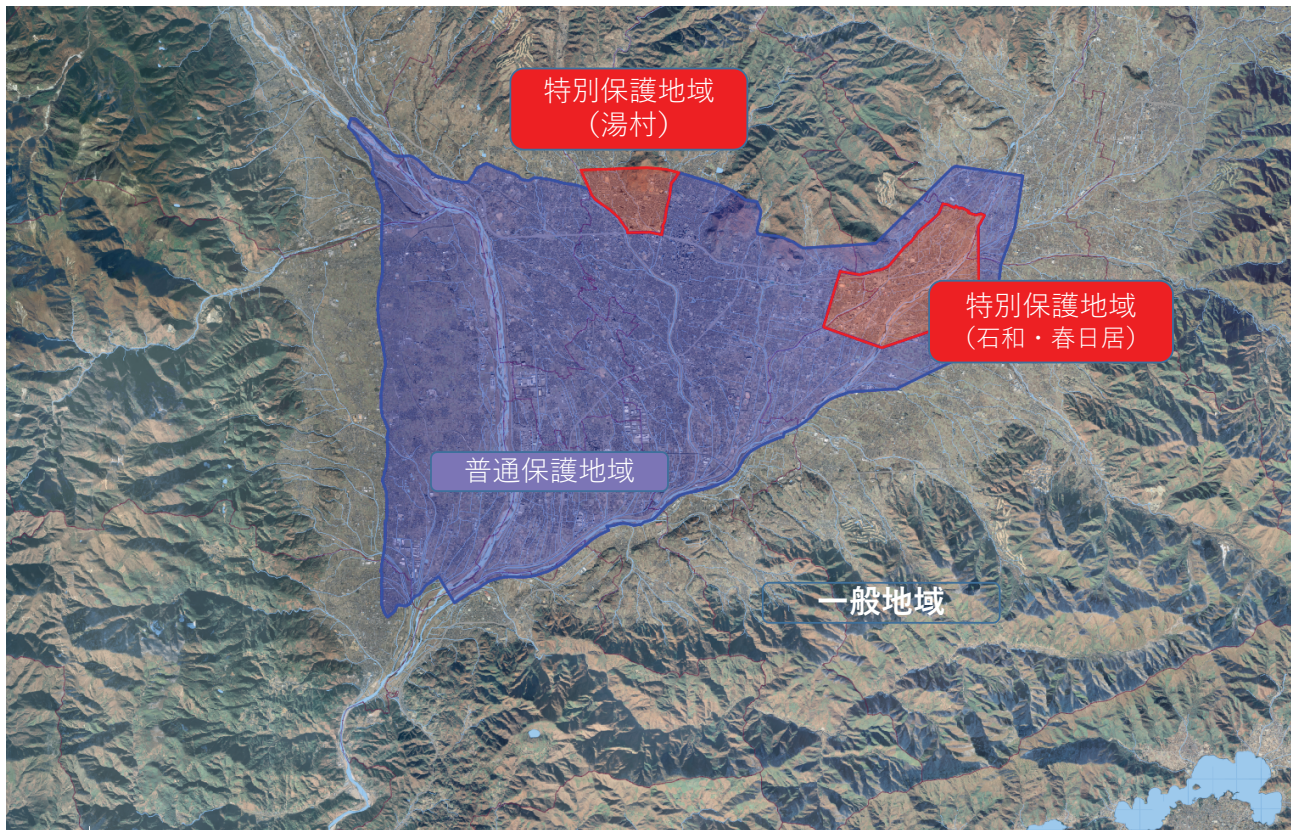 特別保護地域
（湯村）
特別保護地域
（石和・春日居）
普通保護地域
一般地域